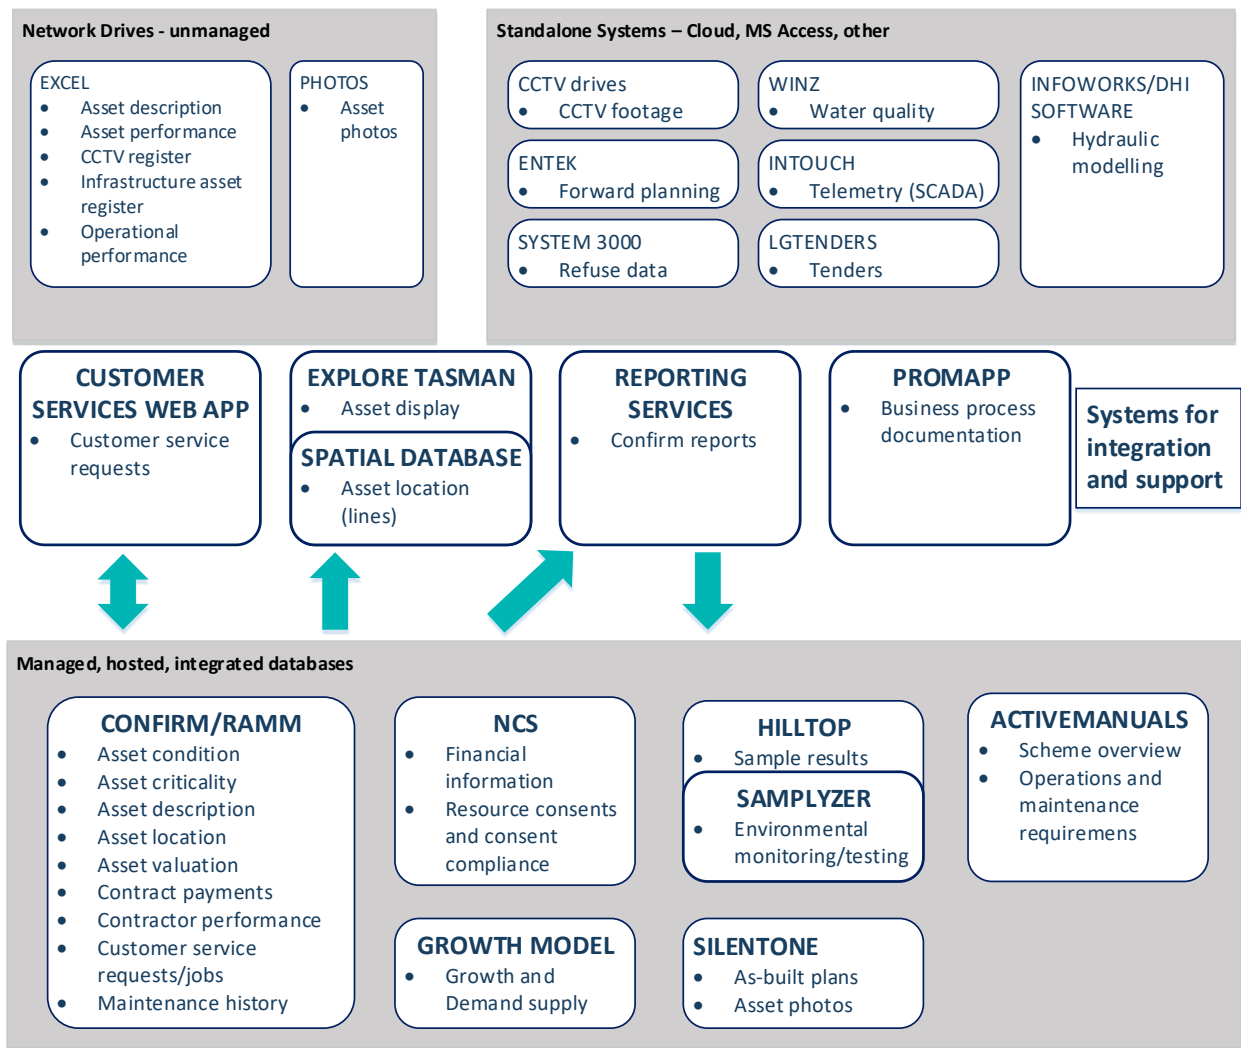 Network Drives - unmanaged
EXCEL
• Asset description
• Asset performance
• CCTV register
• Infrastructure asset
register
• Operational
performance
PHOTOS
• Asset
photos
Standalone Systems – Cloud, MS Access, other
CCTV drives
• CCTV footage
WINZ
• Water quality
INFOWORKS/DHI
SOFTWARE
• Hydraulic
modelling
ENTEK
• Forward planning
INTOUCH
• Telemetry (SCADA)
SYSTEM 3000
• Refuse data
LGTENDERS
• Tenders
CUSTOMER
SERVICES WEB APP
• Customer service
requests
EXPLORE TASMAN
• Asset display
SPATIAL DATABASE
• Asset location
(lines)
REPORTING
SERVICES
• Confirm reports
PROMAPP
• Business process
documentation
Systems for
integration
and support
Managed, hosted, integrated databases
CONFIRM/RAMM
• Asset condition
• Asset criticality
• Asset description
• Asset location
• Asset valuation
• Contract payments
• Contractor performance
• Customer service
requests/jobs
• Maintenance history
NCS
• Financial
information
• Resource consents
and consent
compliance
HILLTOP
• Sample results
SAMPLYZER
• Environmental
monitoring/testing
ACTIVEMANUALS
• Scheme overview
• Operations and
maintenance
requiremens
GROWTH MODEL
• Growth and
Demand supply
SILENTONE
• As-built plans
• Asset photos